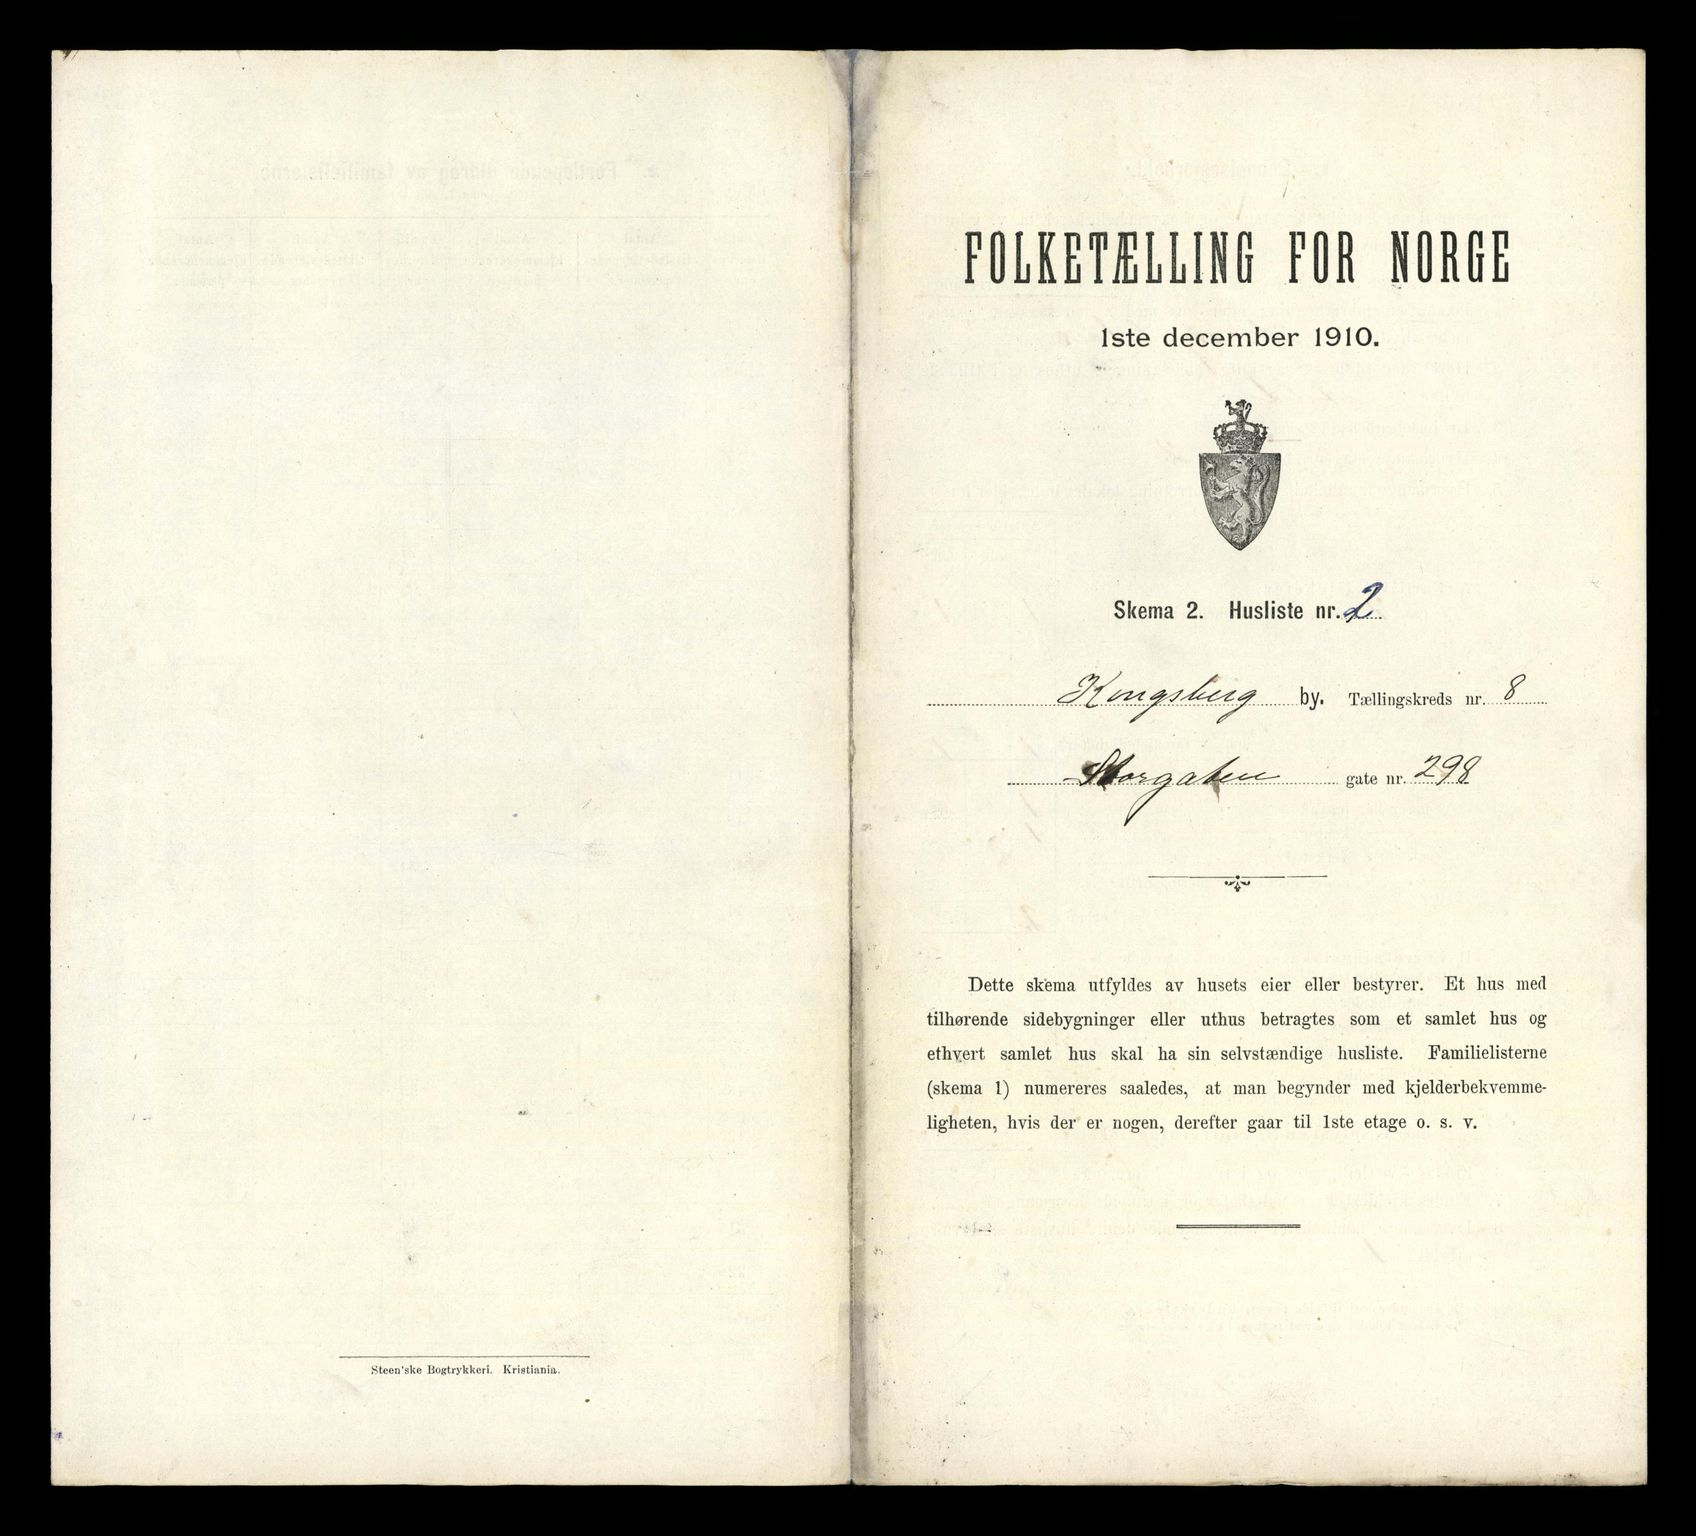 Steen'ske Bogtrykkeri. Kristiania.
FOLKETÆLLING FOR NORGE
1ste december 1910.
Skema 2. Husliste nr. 2
Kongsberg by. Tællingskreds nr. 8
Storgaten gate nr. 298
Dette skema utfyldes av husets eier eller bestyrer. Et hus med
tilhørende sidebygninger eller uthus betragtes som et samlet hus og
ethvert samlet hus skal ha sin selvstændige husliste. Familielisterne
(skema 1) numereres saaledes, at man begynder med kjelderbekvemme-
ligheten, hvis der er nogen, derefter gaar til 1ste etage o. s. v.